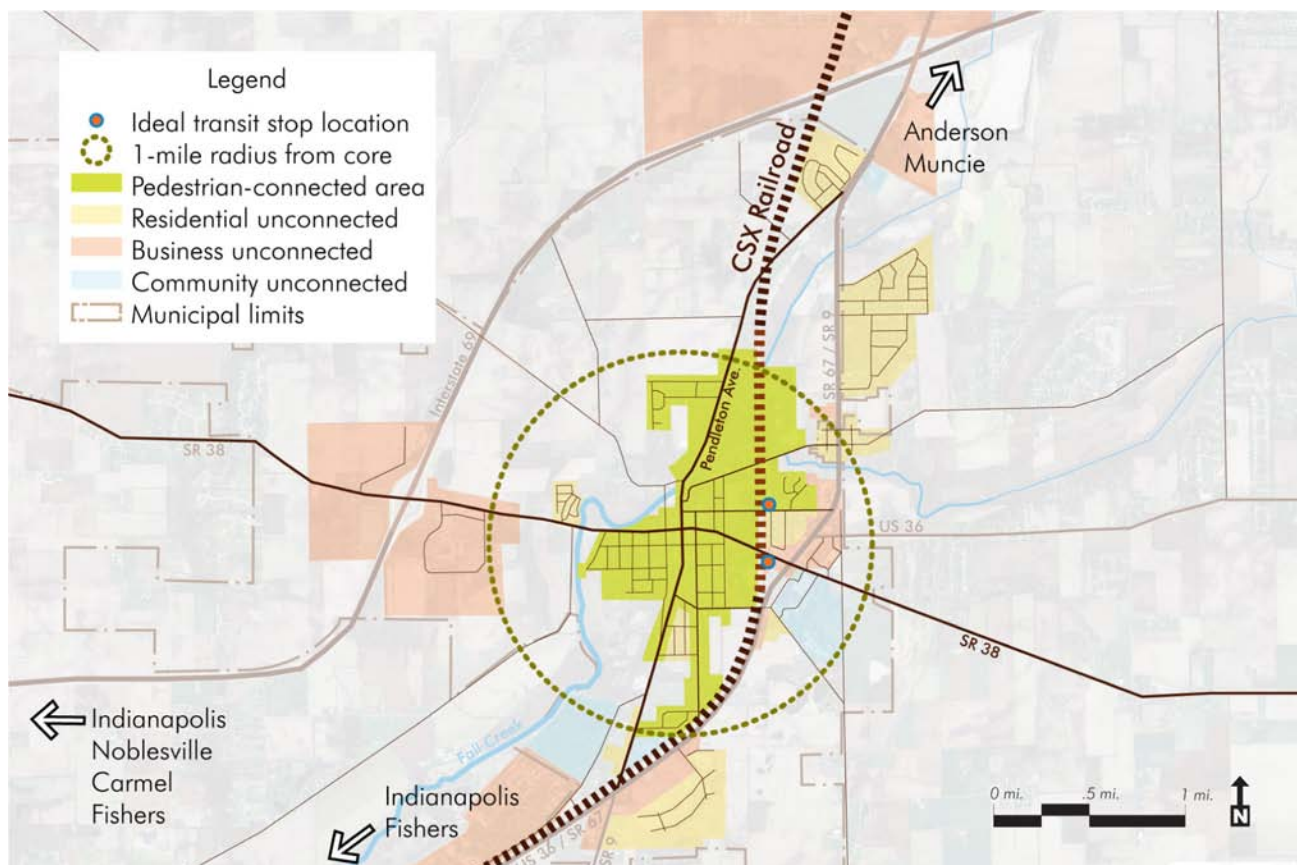 Legend
Ideal transit stop location
1-mile radius from core
Pedestrian-connected area
Residential unconnected
Business unconnected
Community unconnected
Municipal limits
Anderson
Muncie
CSX Railroad
Interstate 69
SR 67 / SR 9
Pendleton Ave.
SR 38
US 36
SR 38
Fall Creek
Indianapolis
Noblesville
Carmel
Fishers
Indianapolis
Fishers
US 36 / SR 67
SR 9
0 mi.
.5 mi.
1 mi.
N